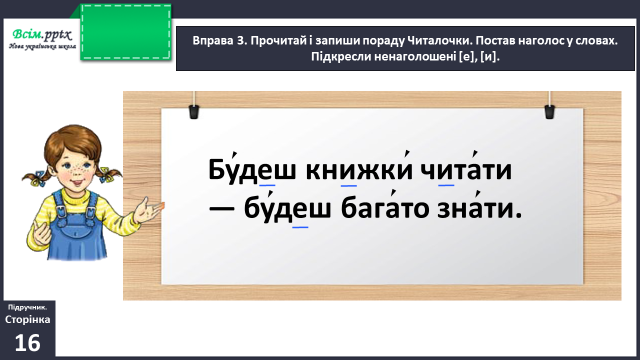 Всім.pptx
Нова українська школа
Вправа 3. Прочитай і запиши пораду Читалочки. Постав наголос у словах.
Підкресли ненаголошені [е], [и].
Бу́деш книжки́ чита́ти
— бу́деш бага́то зна́ти.
Підручник.
Сторінка
16